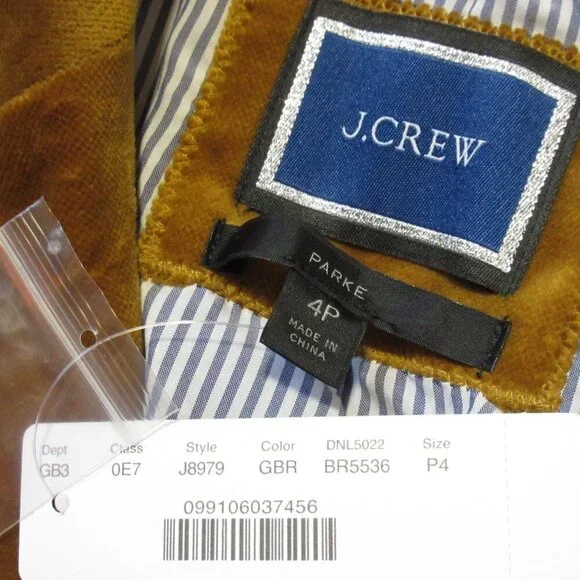 J.CREW
PARKE
4P
MADE IN
CHINA
Dept Class Style Color DNL5022 Size
GB3 0E7 J8979 GBR BR5536 P4
099106037456